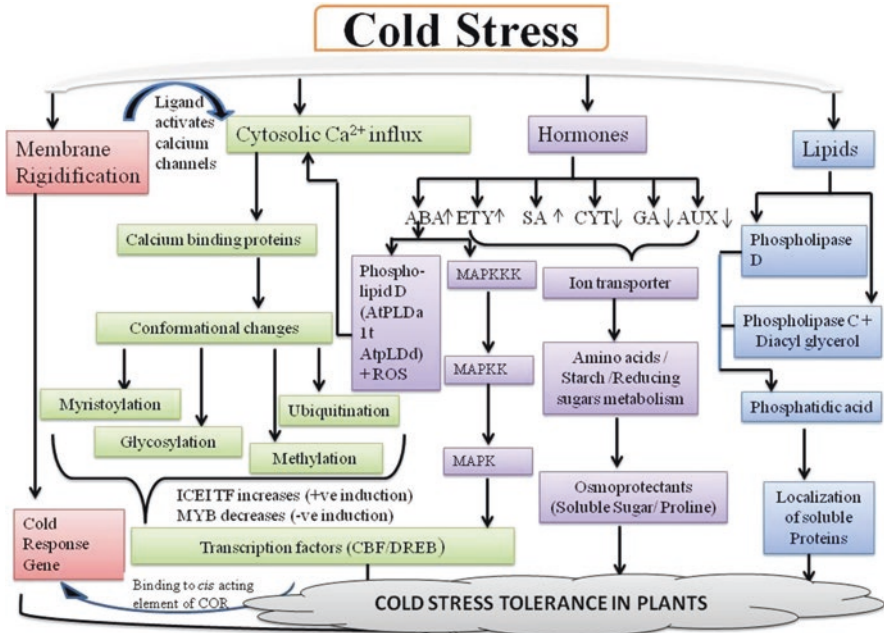 Cold Stress
Ligand
activates
calcium
channels
Membrane
Rigidification
Cytosolic Ca²⁺ influx
Hormones
Lipids
ABA↑ ETY↑ SA ↑ CYT↓ GA↓ AUX↓
Calcium binding proteins
Conformational changes
Myristoylation
Glycosylation
Methylation
Ubiquitination
ICEITF increases (+ve induction)
MYB decreases (-ve induction)
Transcription factors (CBF/DREB)
Cold
Response
Gene
Binding to cis acting
element of COR
Phospho-
lipid D
(AtPLDa
1t
AtpLDd)
+ROS
MAPKKK
MAPKK
MAPK
Ion transporter
Amino acids /
Starch /Reducing
sugars metabolism
Osmoprotectants
(Soluble Sugar/ Proline)
Phospholipase
D
Phospholipase C +
Diacyl glycerol
Phosphatidic acid
Localization
of soluble
Proteins
COLD STRESS TOLERANCE IN PLANTS